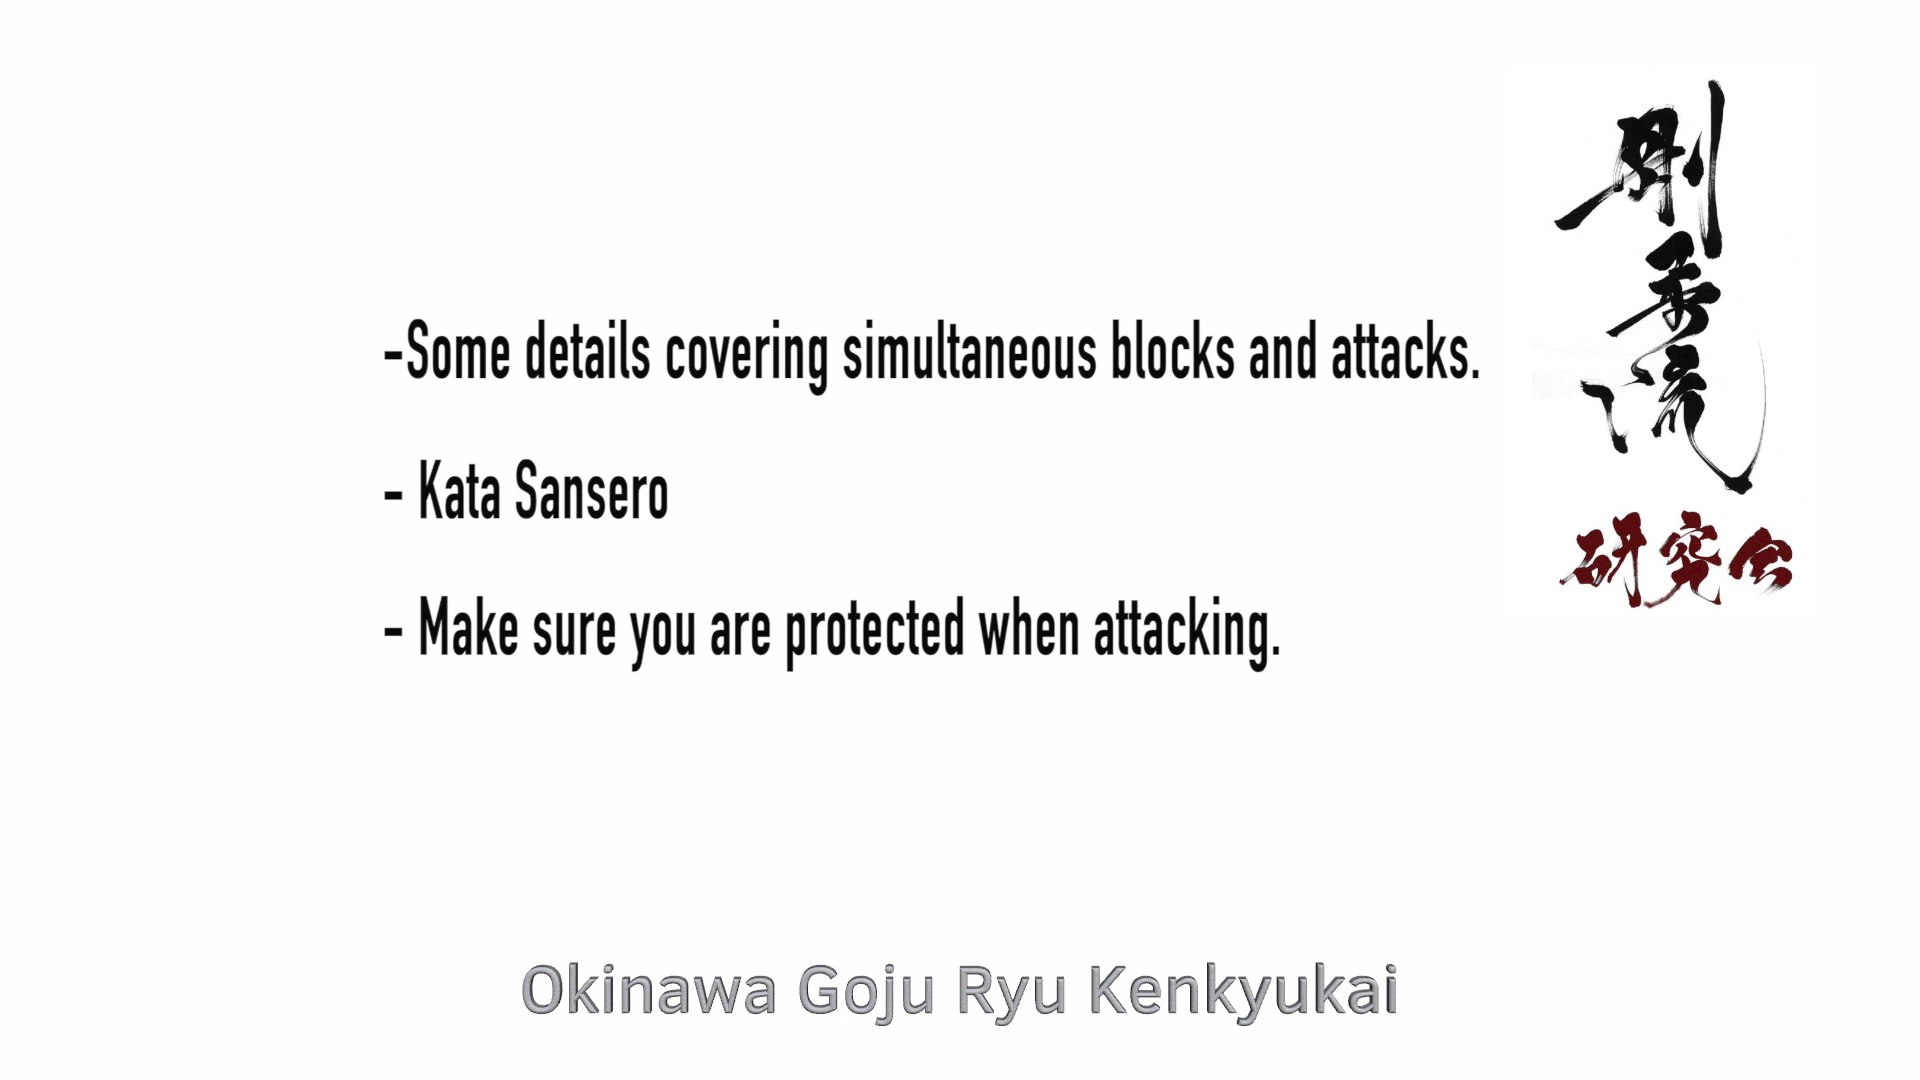 -Some details covering simultaneous blocks and attacks.
- Kata Sansero
- Make sure you are protected when attacking.
剛柔流
研究会
Okinawa Goju Ryu Kenkyukai